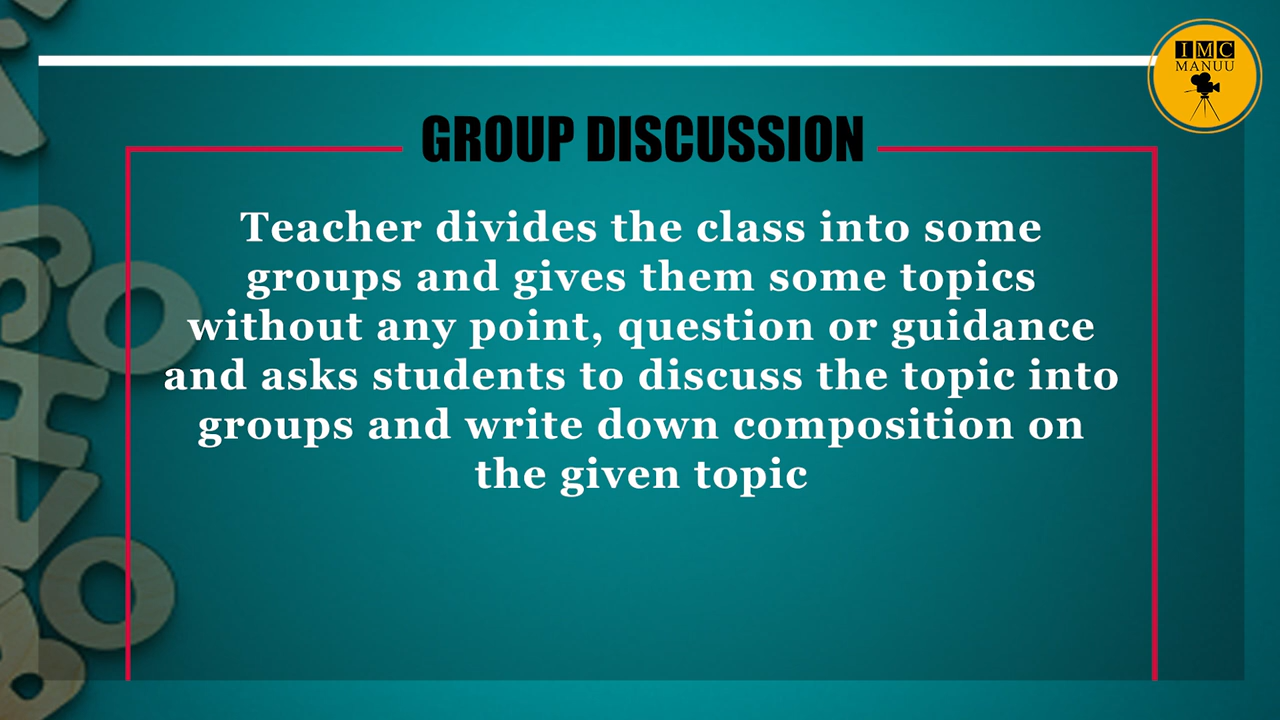 IMC
MANUU
GROUP DISCUSSION
Teacher divides the class into some
groups and gives them some topics
without any point, question or guidance
and asks students to discuss the topic into
groups and write down composition on
the given topic